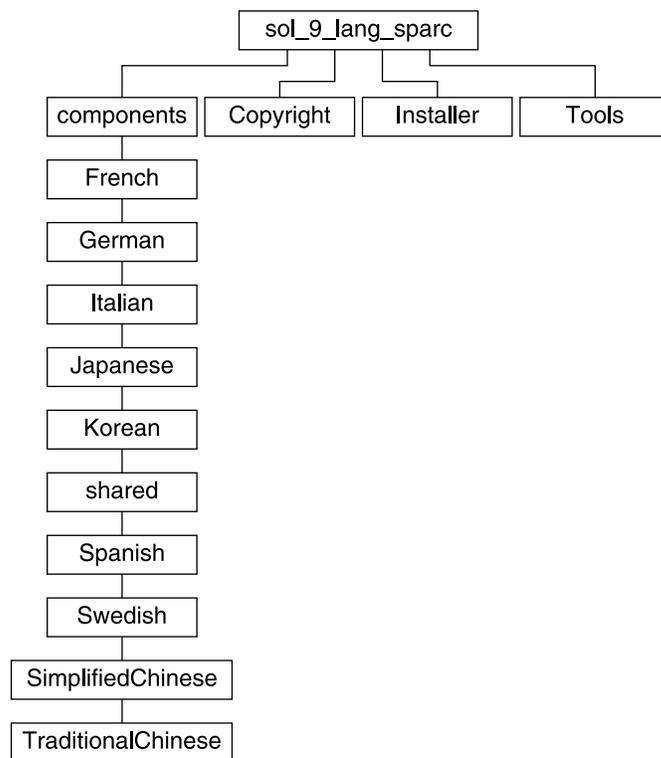 sol_9_lang_sparc
components
Copyright
Installer
Tools
French
German
Italian
Japanese
Korean
shared
Spanish
Swedish
SimplifiedChinese
TraditionalChinese